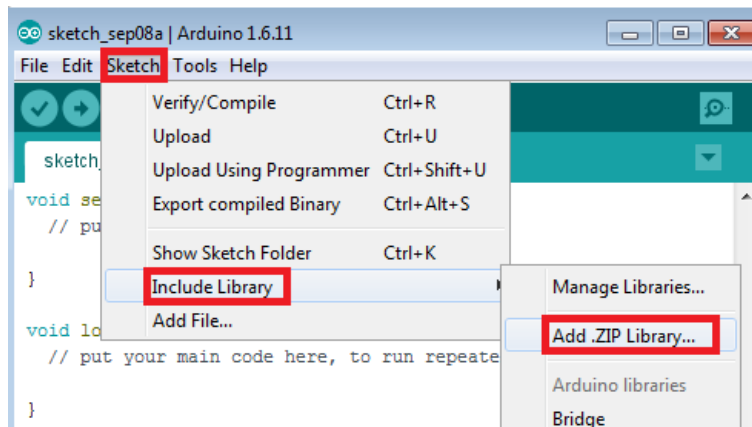 sketch_sep08a | Arduino 1.6.11
File Edit Sketch Tools Help
Verify/Compile Ctrl+R
Upload Ctrl+U
sketch_
Upload Using Programmer Ctrl+Shift+U
void se
Export compiled Binary Ctrl+Alt+S
// pu
Show Sketch Folder Ctrl+K
}
Include Library
Manage Libraries...
Add File...
void lo
Add .ZIP Library...
// put your main code here, to run repeate
Arduino libraries
}
Bridge